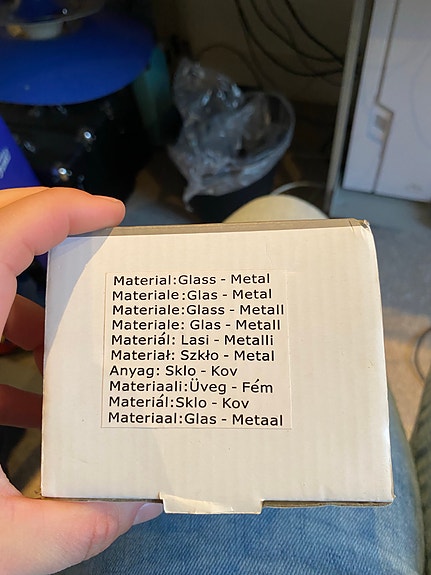 Material:Glass - Metal
Materiale:Glas - Metal
Materiale:Glass - Metall
Materiale: Glas - Metall
Materiál: Lasi - Metalli
Materiał: Szkło - Metal
Anyag: Sklo - Kov
Materiaali:Üveg - Fém
Materiál:Sklo - Kov
Materiaal:Glas - Metaal